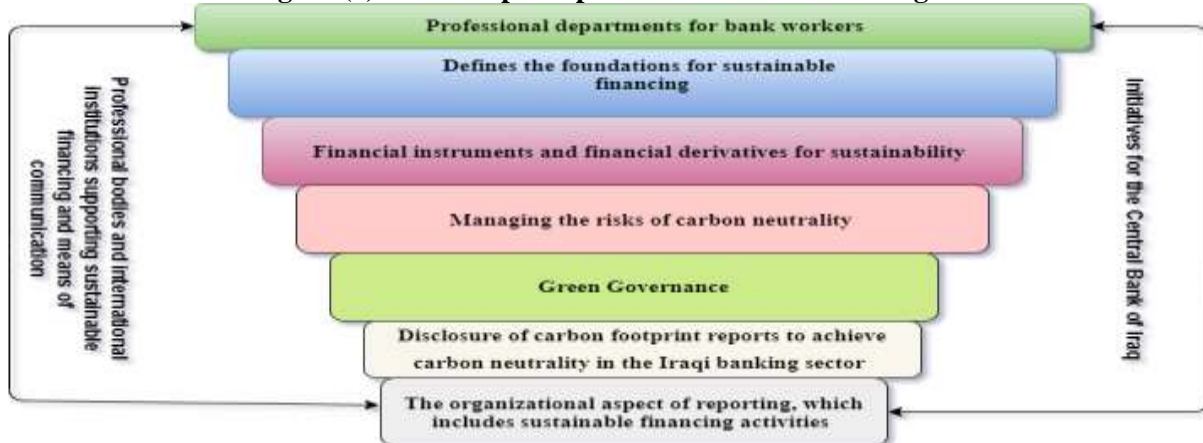 Professional departments for bank workers
Defines the foundations for sustainable
financing
Financial instruments and financial derivatives for sustainability
Managing the risks of carbon neutrality
Green Governance
Disclosure of carbon footprint reports to achieve
carbon neutrality in the Iraqi banking sector
The organizational aspect of reporting, which
includes sustainable financing activities
Professional bodies and international
institutions supporting sustainable
financing and means of
communication
Initiatives for the Central Bank of Iraq